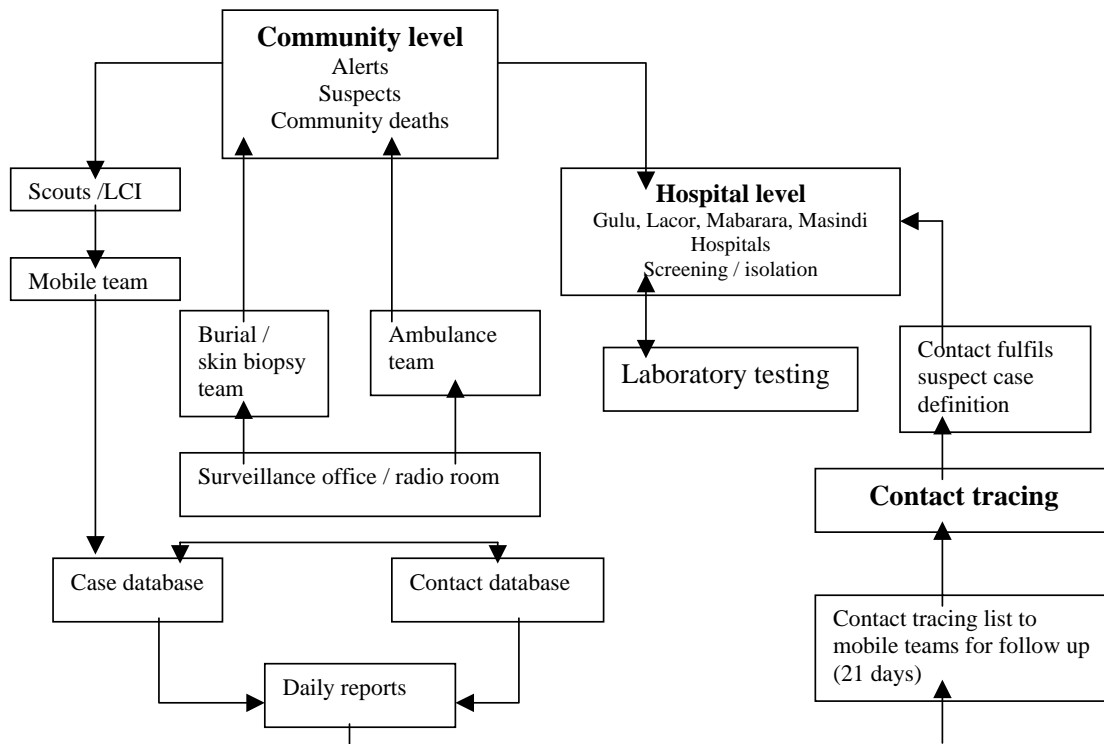 Community level
Alerts
Suspects
Community deaths
Scouts /LCI
Mobile team
Hospital level
Gulu, Lacor, Mabarara, Masindi
Hospitals
Screening / isolation
Burial /
skin biopsy
team
Ambulance
team
Laboratory testing
Contact fulfils
suspect case
definition
Surveillance office / radio room
Contact tracing
Case database
Contact database
Contact tracing list to
mobile teams for follow up
(21 days)
Daily reports